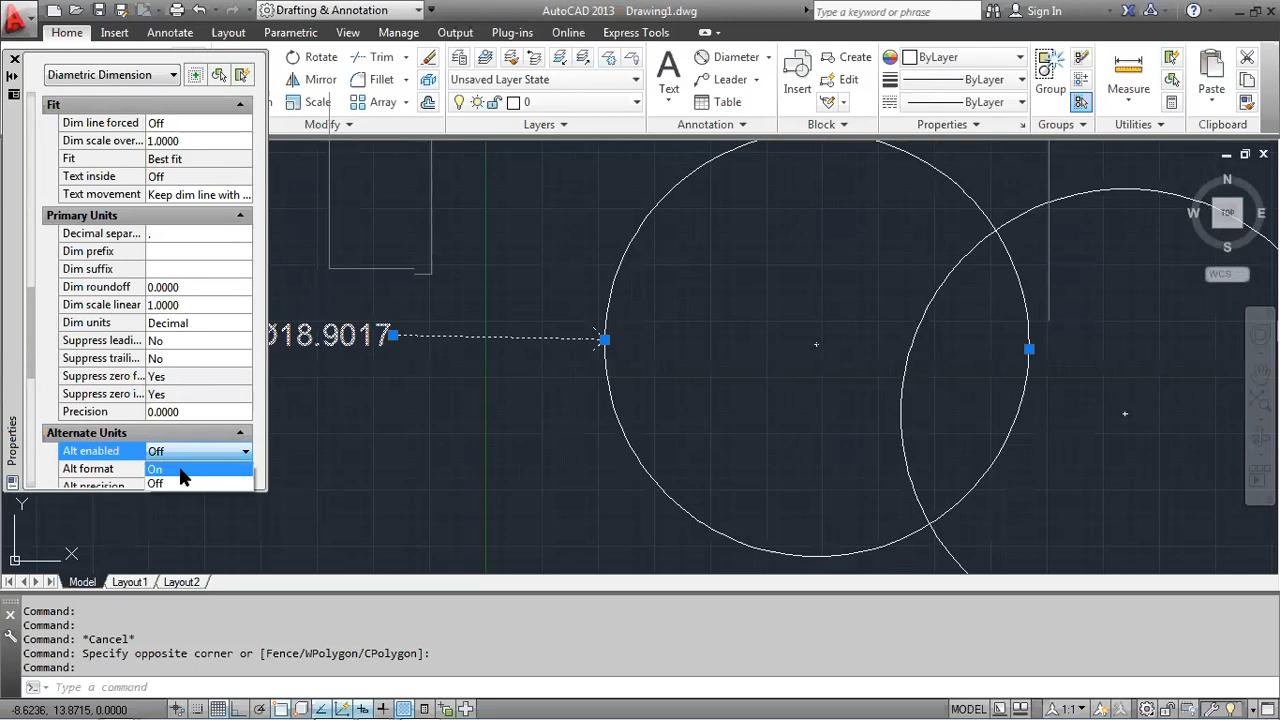 Drafting & Annotation
AutoCAD 2013 Drawing1.dwg
Type a keyword or phrase
Sign In
Home Insert Annotate Layout Parametric View Manage Output Plug-ins Online Express Tools
Rotate Trim
Mirror Fillet
Scale Array
Modify
Unsaved Layer State
0
Layers
Text
Diameter
Leader
Table
Annotation
Insert
Create
Edit
Block
ByLayer
ByLayer
ByLayer
Properties
Group
Groups
Measure
Utilities
Paste
Clipboard
Diametric Dimension
Fit
Dim line forced Off
Dim scale over... 1.0000
Fit Best fit
Text inside Off
Text movement Keep dim line with ...
Primary Units
Decimal separ... .
Dim prefix
Dim suffix
Dim roundoff 0.0000
Dim scale linear 1.0000
Dim units Decimal
Suppress leadi... No
Suppress traili... No
Suppress zero f... Yes
Suppress zero i... Yes
Precision 0.0000
Alternate Units
Alt enabled Off
Alt format On
Alt precision Off
Properties
Ø18.9017
N
W TOP E
S
WCS
Y
X
Model Layout1 Layout2
Command:
Command:
Command: *Cancel*
Command: Specify opposite corner or [Fence/WPolygon/CPolygon]:
Command:
Type a command
-8.6236, 13.8715, 0.0000
MODEL
1:1